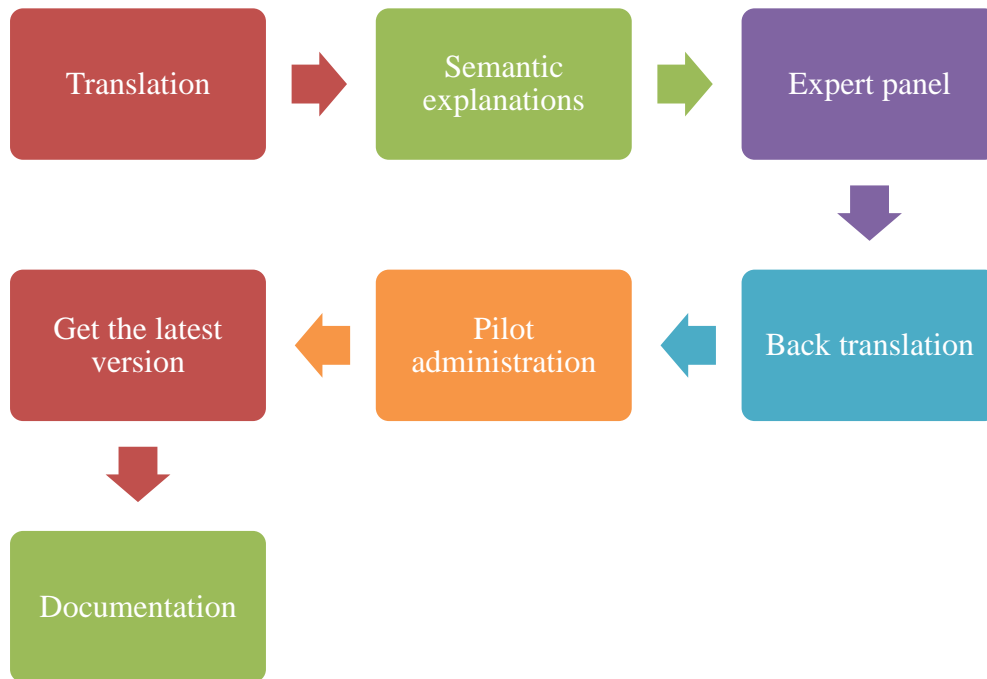 Translation
Semantic
explanations
Expert panel
Back translation
Pilot
administration
Get the latest
version
Documentation